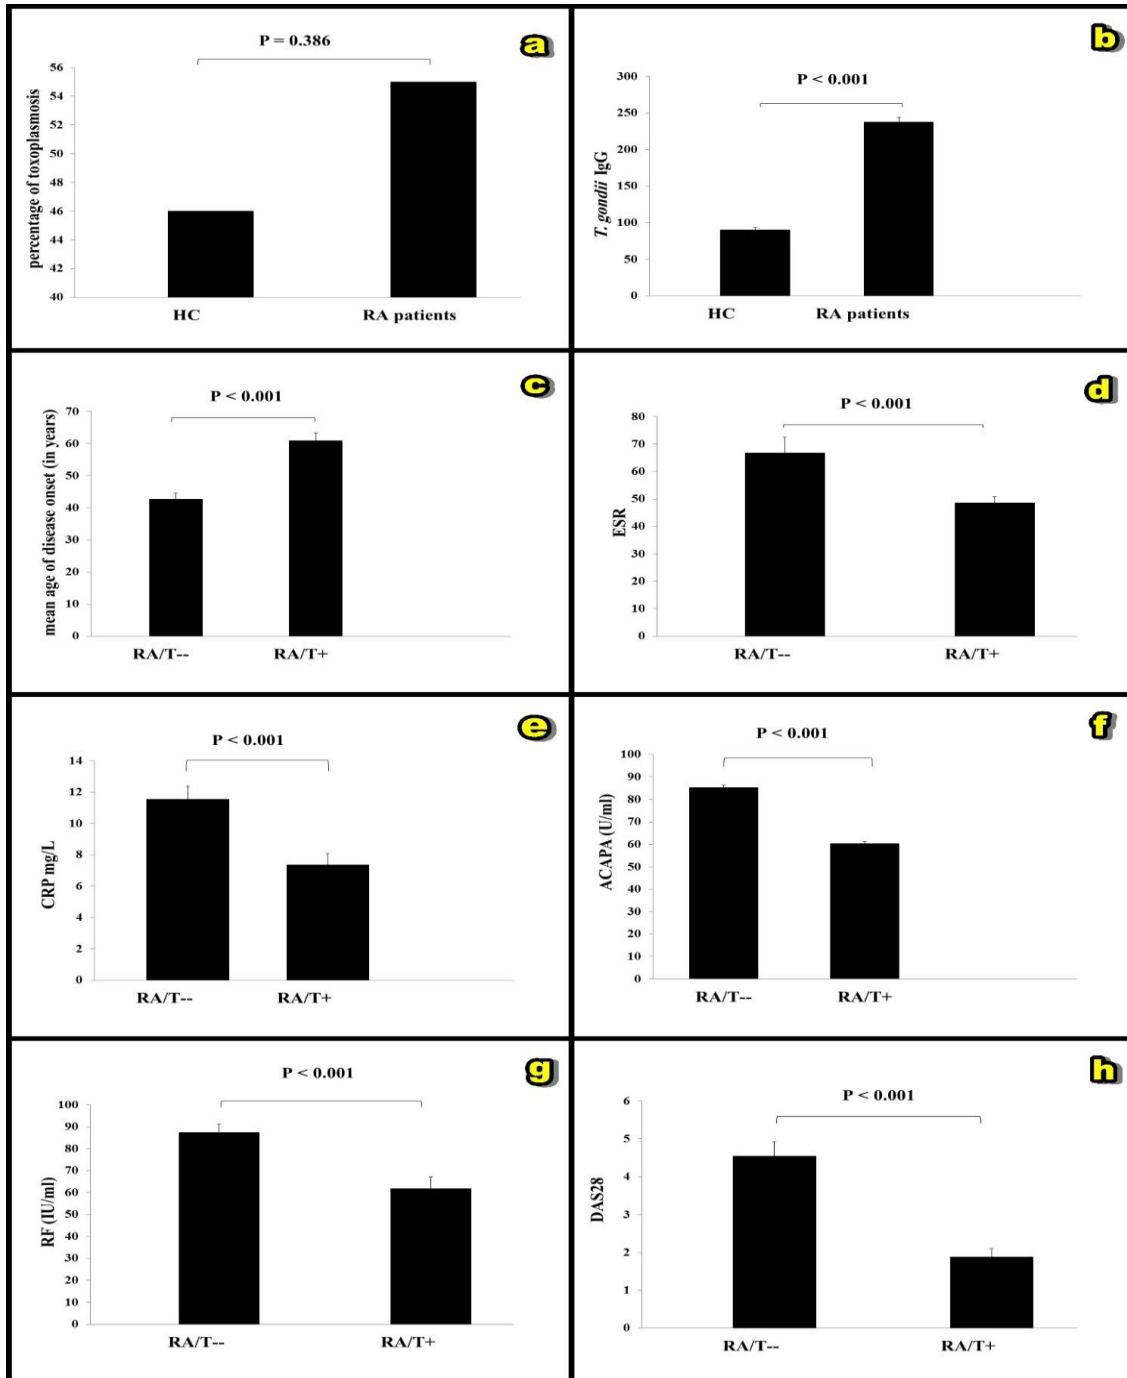 a
P = 0.386
percentage of toxoplasmosis
56
54
52
50
48
46
44
42
40
HC RA patients
b
P < 0.001
T. gondii IgG
300
250
200
150
100
50
0
HC RA patients
c
P < 0.001
mean age of disease onset (in years)
70
60
50
40
30
20
10
0
RA/T-- RA/T+
d
P < 0.001
ESR
80
70
60
50
40
30
20
10
0
RA/T-- RA/T+
e
P < 0.001
CRP mg/L
14
12
10
8
6
4
2
0
RA/T-- RA/T+
f
P < 0.001
ACAPA (U/ml)
100
90
80
70
60
50
40
30
20
10
0
RA/T-- RA/T+
g
P < 0.001
RF (IU/ml)
100
90
80
70
60
50
40
30
20
10
0
RA/T-- RA/T+
h
P < 0.001
DAS28
6
5
4
3
2
1
0
RA/T-- RA/T+